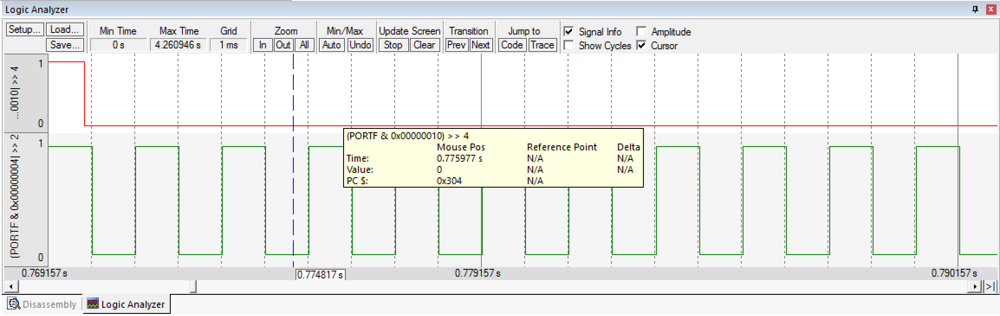 Logic Analyzer
Setup... Load... Min Time Max Time Grid Zoom Min/Max Update Screen Transition Jump to Signal Info Amplitude
Save... 0 s 4.260946 s 1 ms In Out All Auto Undo Stop Clear Prev Next Code Trace Show Cycles Cursor
1
...0010) >> 4
0
(PORTF & 0x00000010) >> 4
Mouse Pos Reference Point Delta
Time: 0.775977 s N/A N/A
Value: 0 N/A N/A
PC $: 0x304 N/A
1
(PORTF & 0x00000004) >> 2
0
0.769157 s 0.774817 s 0.779157 s 0.790157 s
>|
Disassembly Logic Analyzer